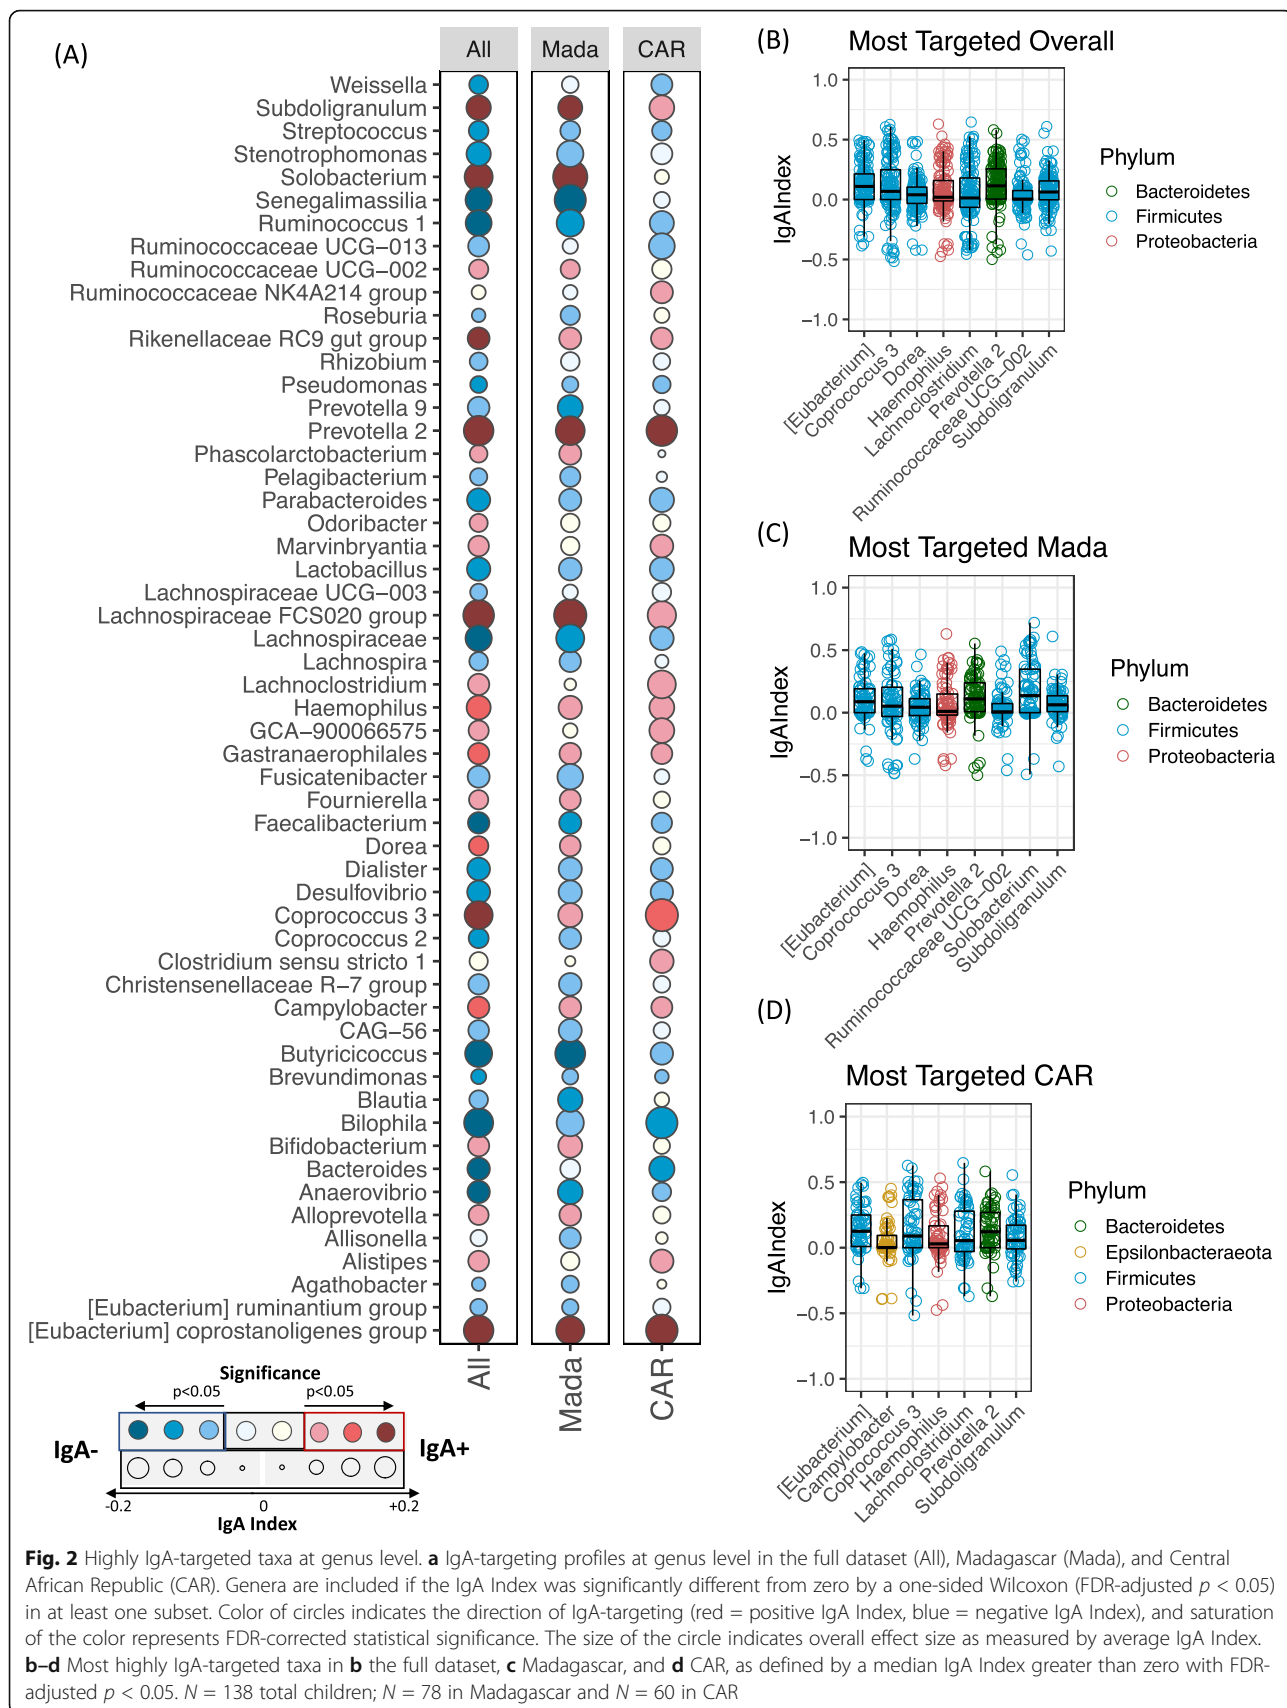 (A)
All Mada CAR
Weissella
Subdoligranulum
Streptococcus
Stenotrophomonas
Solobacterium
Senegalimassilia
Ruminococcus 1
Ruminococcaceae UCG−013
Ruminococcaceae UCG−002
Ruminococcaceae NK4A214 group
Roseburia
Rikenellaceae RC9 gut group
Rhizobium
Pseudomonas
Prevotella 9
Prevotella 2
Phascolarctobacterium
Pelagibacterium
Parabacteroides
Odoribacter
Marvinbryantia
Lactobacillus
Lachnospiraceae UCG−003
Lachnospiraceae FCS020 group
Lachnospiraceae
Lachnospira
Lachnoclostridium
Haemophilus
GCA−900066575
Gastranaerophilales
Fusicatenibacter
Fournierella
Faecalibacterium
Dorea
Dialister
Desulfovibrio
Coprococcus 3
Coprococcus 2
Clostridium sensu stricto 1
Christensenellaceae R−7 group
Campylobacter
CAG−56
Butyricicoccus
Brevundimonas
Blautia
Bilophila
Bifidobacterium
Bacteroides
Anaerovibrio
Alloprevotella
Allisonella
Alistipes
Agathobacter
[Eubacterium] ruminantium group
[Eubacterium] coprostanoligenes group
All Mada CAR
Significance
p<0.05 p<0.05
IgA- IgA+
-0.2 0 +0.2
IgA Index
(B)
Most Targeted Overall
1.0
0.5
0.0
−0.5
−1.0
IgAIndex
[Eubacterium]
Coprococcus 3
Dorea
Haemophilus
Lachnoclostridium
Prevotella 2
Ruminococcaceae UCG−002
Subdoligranulum
Phylum
Bacteroidetes
Firmicutes
Proteobacteria
(C)
Most Targeted Mada
1.0
0.5
0.0
−0.5
−1.0
IgAIndex
[Eubacterium]
Coprococcus 3
Dorea
Haemophilus
Prevotella 2
Ruminococcaceae UCG−002
Solobacterium
Subdoligranulum
Phylum
Bacteroidetes
Firmicutes
Proteobacteria
(D)
Most Targeted CAR
1.0
0.5
0.0
−0.5
−1.0
IgAIndex
[Eubacterium]
Campylobacter
Coprococcus 3
Haemophilus
Lachnoclostridium
Prevotella 2
Subdoligranulum
Phylum
Bacteroidetes
Epsilonbacteraeota
Firmicutes
Proteobacteria
Fig. 2 Highly IgA-targeted taxa at genus level. a IgA-targeting profiles at genus level in the full dataset (All), Madagascar (Mada), and Central
African Republic (CAR). Genera are included if the IgA Index was significantly different from zero by a one-sided Wilcoxon (FDR-adjusted p < 0.05)
in at least one subset. Color of circles indicates the direction of IgA-targeting (red = positive IgA Index, blue = negative IgA Index), and saturation
of the color represents FDR-corrected statistical significance. The size of the circle indicates overall effect size as measured by average IgA Index.
b–d Most highly IgA-targeted taxa in b the full dataset, c Madagascar, and d CAR, as defined by a median IgA Index greater than zero with FDR-
adjusted p < 0.05. N = 138 total children; N = 78 in Madagascar and N = 60 in CAR